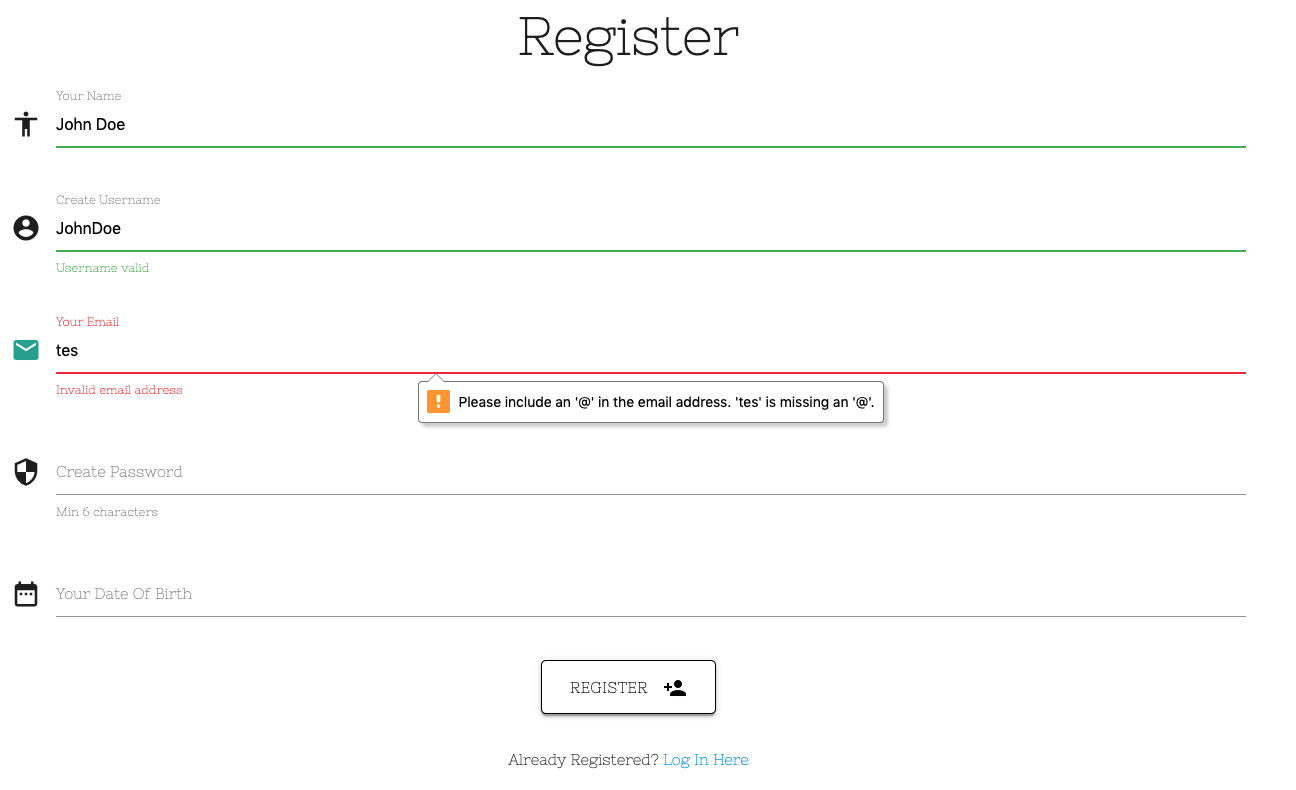 Register
Your Name
John Doe
Create Username
JohnDoe
Username valid
Your Email
tes
Invalid email address
Please include an '@' in the email address. 'tes' is missing an '@'.
Create Password
Min 6 characters
Your Date Of Birth
REGISTER
Already Registered? Log In Here